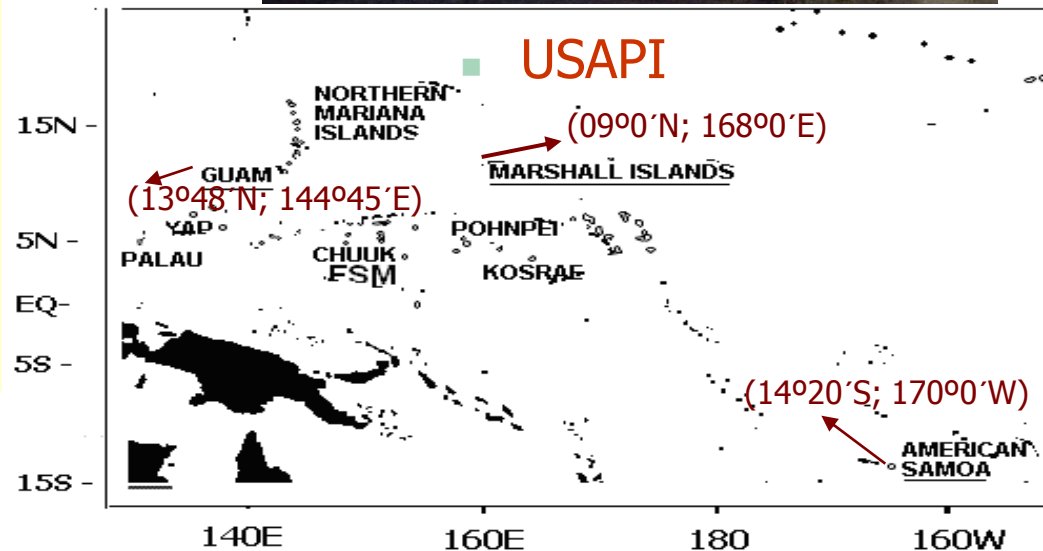 USAPI
NORTHERN
MARIANA
ISLANDS
15N -
(09º0´N; 168º0´E)
MARSHALL ISLANDS
GUAM
(13º48´N; 144º45´E)
YAP
POHNPEI
5N -
PALAU
CHUUK
FSM
KOSRAE
EQ-
5S -
(14º20´S; 170º0´W)
AMERICAN
SAMOA
15S -
140E
160E
180
160W